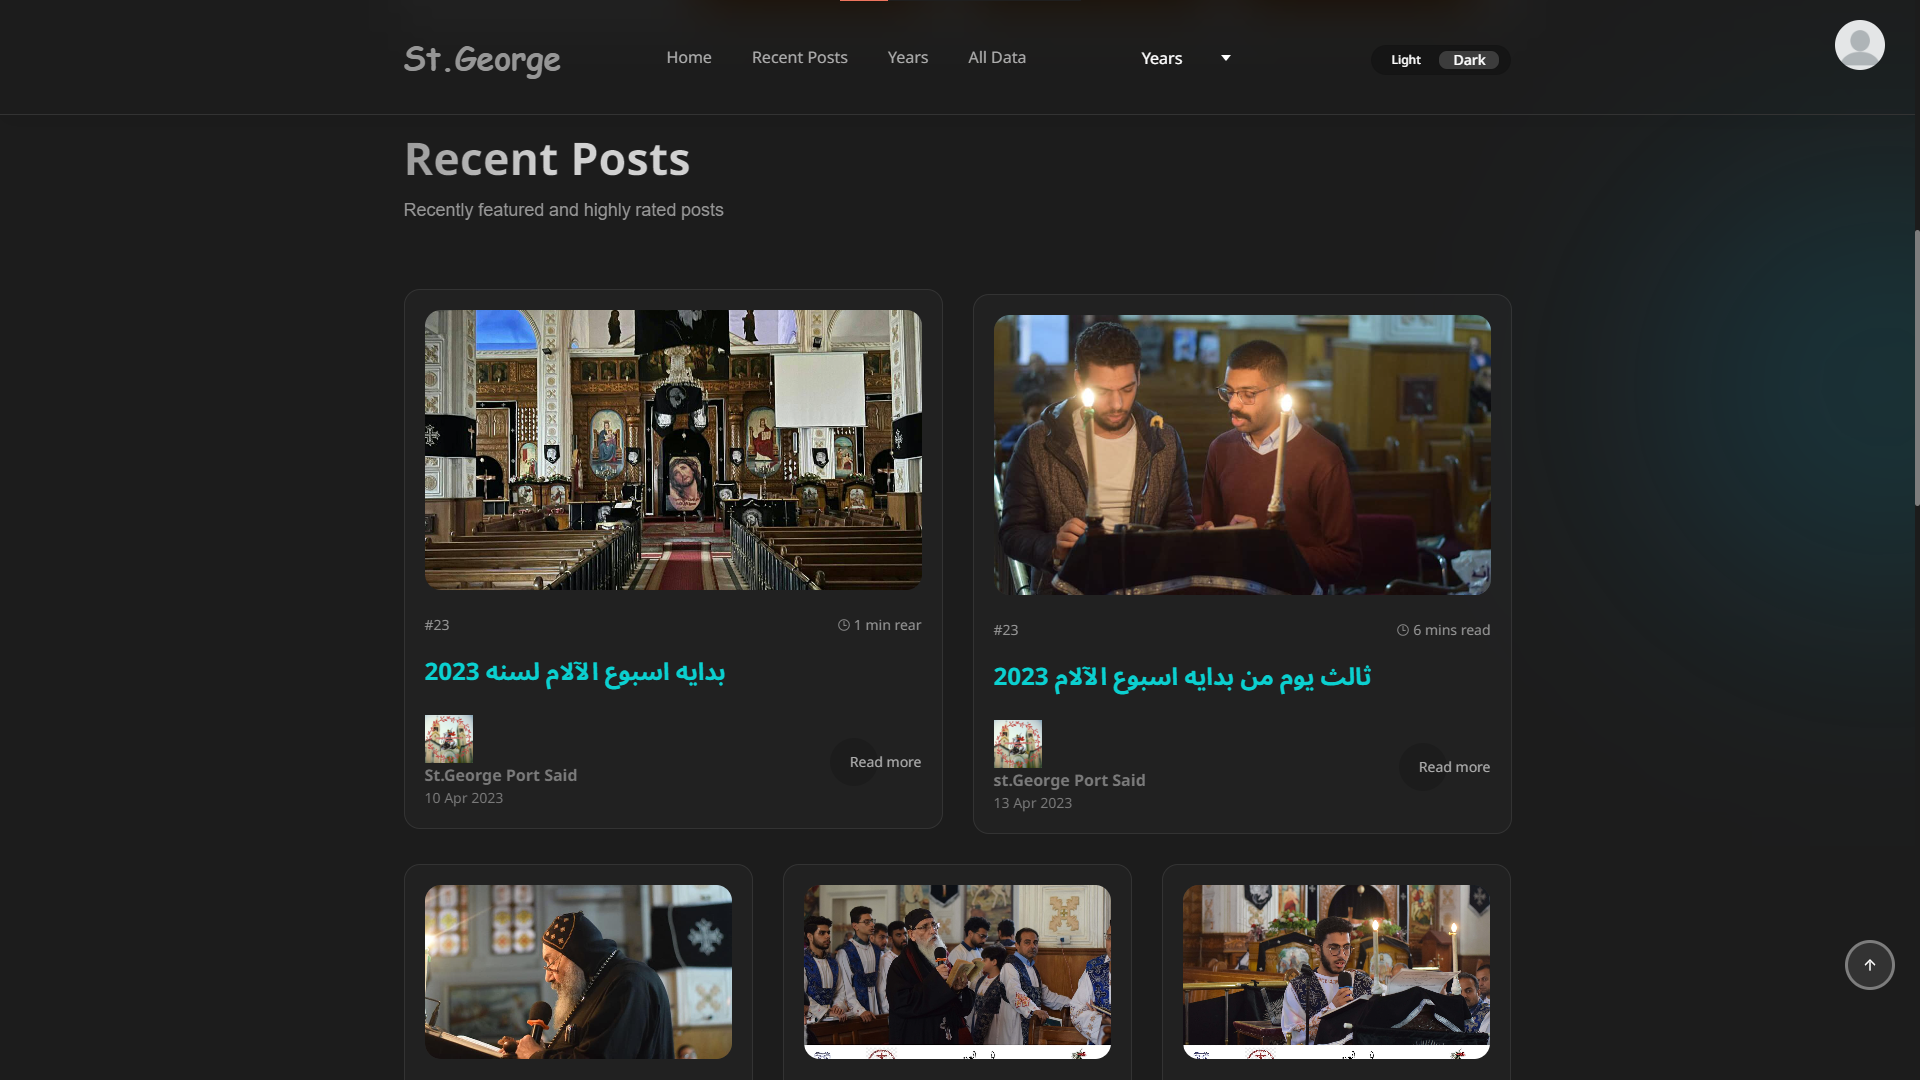 St.George
Home
Recent Posts
Years
All Data
Years
Light
Dark
Recent Posts
Recently featured and highly rated posts
#23
1 min rear
بدايه اسبوع الآلام لسنه 2023
St.George Port Said
10 Apr 2023
Read more
#23
6 mins read
ثالث يوم من بدايه اسبوع الآلام 2023
st.George Port Said
13 Apr 2023
Read more